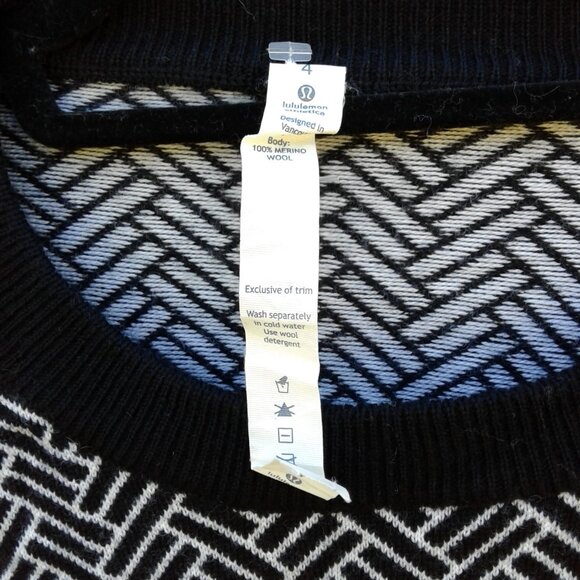 4
lululemon
athletica
Designed in
Body:
100% MERINO
WOOL
Exclusive of trim
Wash separately
in cold water
Use wool
detergent
lululemon